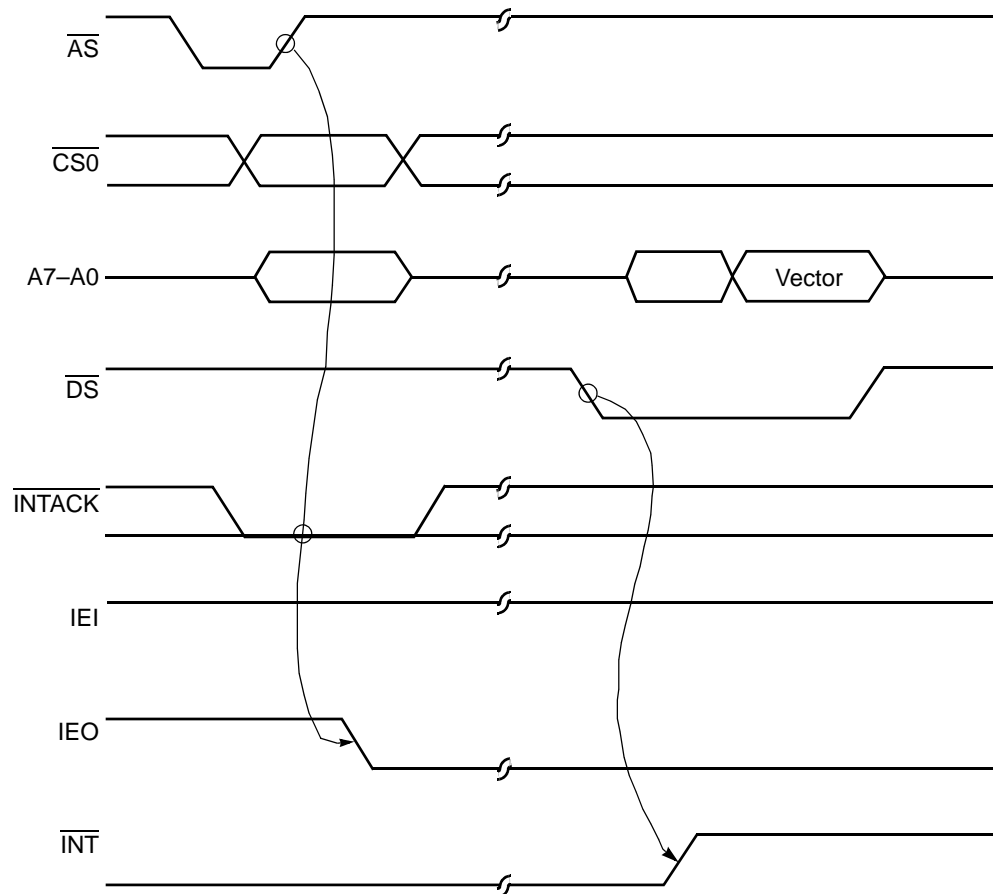 AS
CS0
A7–A0
Vector
DS
INTACK
IEI
IEO
INT